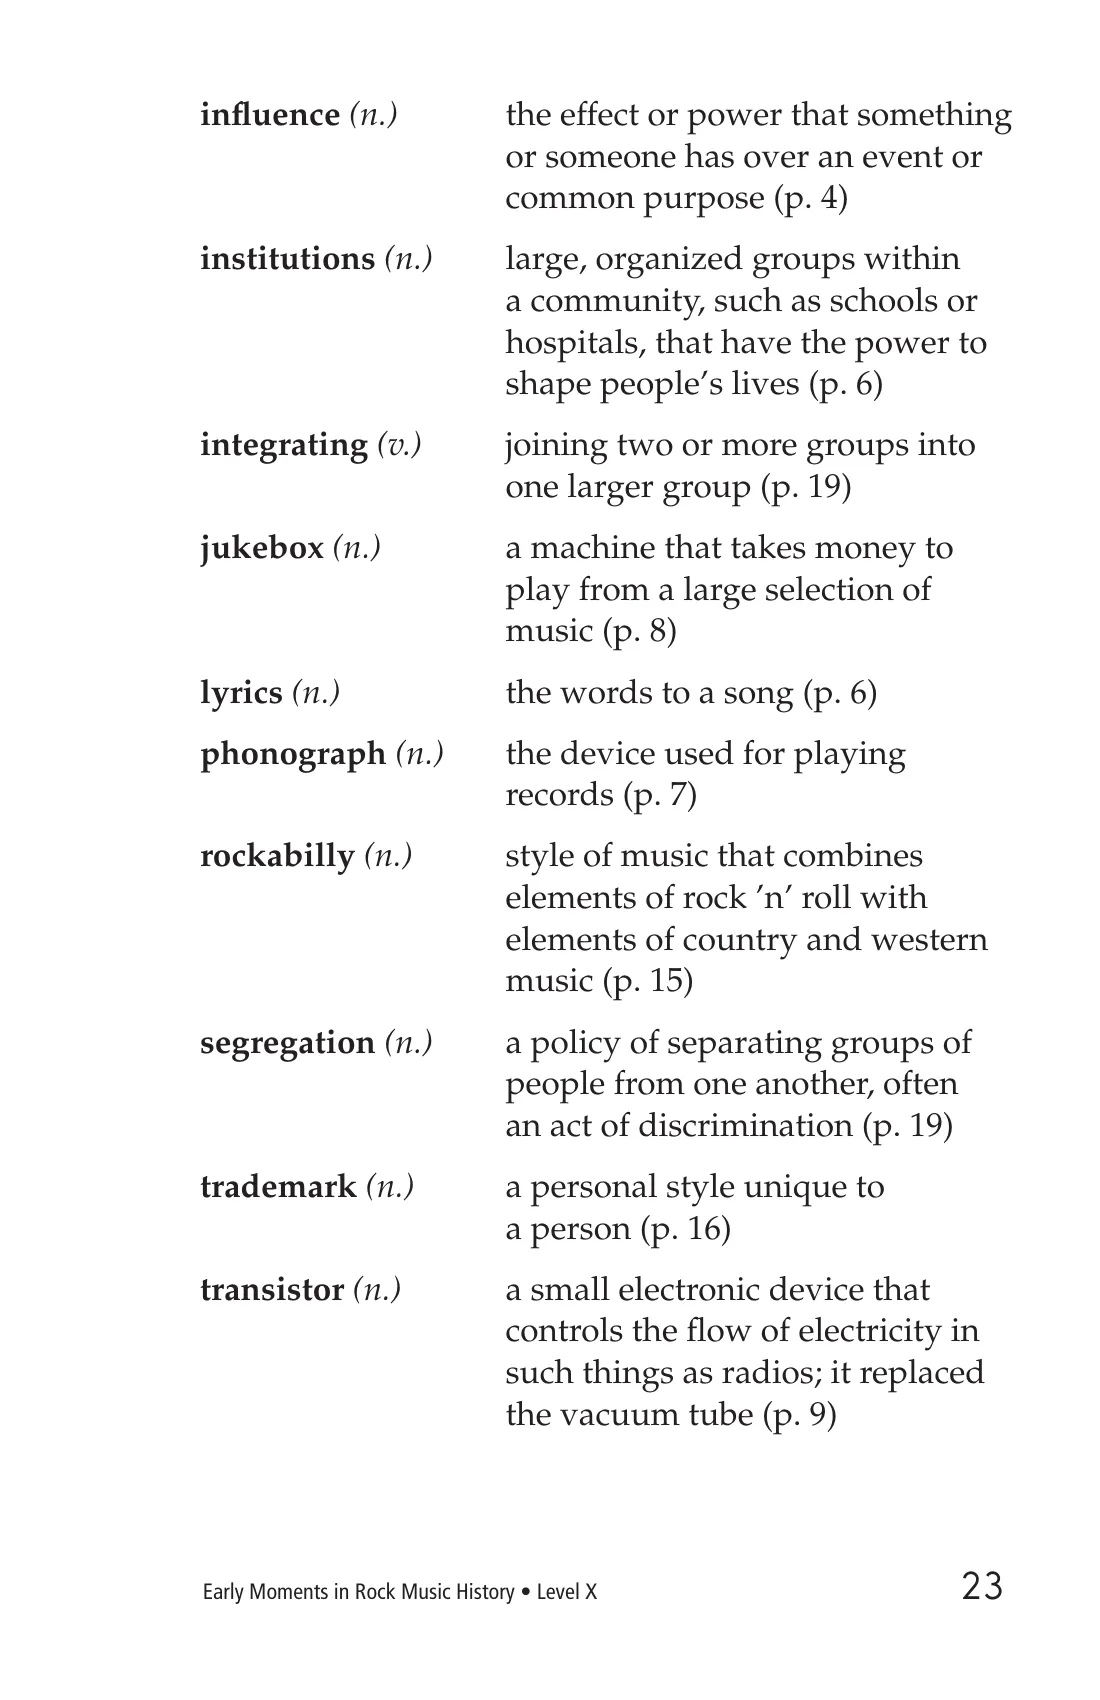 influence (n.) the effect or power that something
or someone has over an event or
common purpose (p. 4)
institutions (n.) large, organized groups within
a community, such as schools or
hospitals, that have the power to
shape people’s lives (p. 6)
integrating (v.) joining two or more groups into
one larger group (p. 19)
jukebox (n.) a machine that takes money to
play from a large selection of
music (p. 8)
lyrics (n.) the words to a song (p. 6)
phonograph (n.) the device used for playing
records (p. 7)
rockabilly (n.) style of music that combines
elements of rock ’n’ roll with
elements of country and western
music (p. 15)
segregation (n.) a policy of separating groups of
people from one another, often
an act of discrimination (p. 19)
trademark (n.) a personal style unique to
a person (p. 16)
transistor (n.) a small electronic device that
controls the flow of electricity in
such things as radios; it replaced
the vacuum tube (p. 9)
Early Moments in Rock Music History • Level X 23